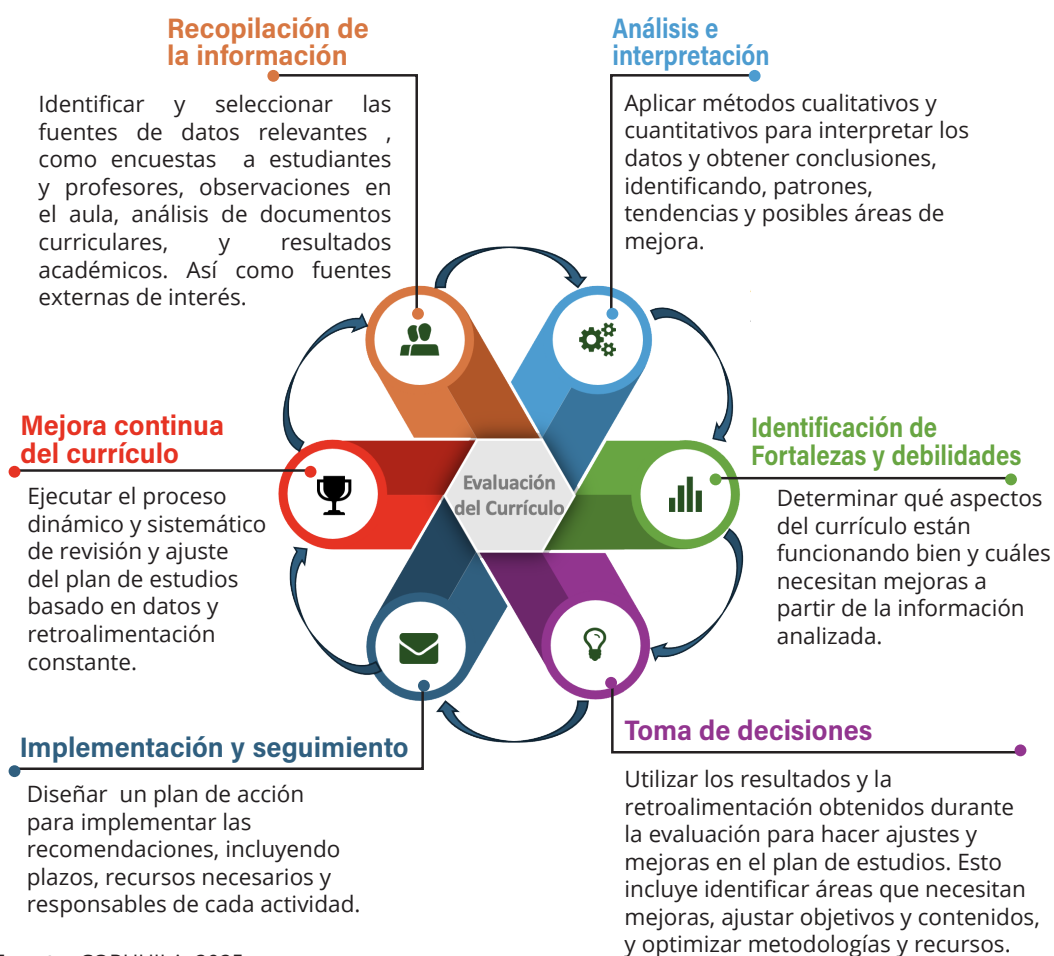 Recopilación de
la información
Identificar y seleccionar las
fuentes de datos relevantes ,
como encuestas a estudiantes
y profesores, observaciones en
el aula, análisis de documentos
curriculares, y resultados
académicos. Así como fuentes
externas de interés.
Análisis e
interpretación
Aplicar métodos cualitativos y
cuantitativos para interpretar los
datos y obtener conclusiones,
identificando, patrones,
tendencias y posibles áreas de
mejora.
Identificación de
Fortalezas y debilidades
Determinar qué aspectos
del currículo están
funcionando bien y cuáles
necesitan mejoras a
partir de la información
analizada.
Toma de decisiones
Utilizar los resultados y la
retroalimentación obtenidos durante
la evaluación para hacer ajustes y
mejoras en el plan de estudios. Esto
incluye identificar áreas que necesitan
mejoras, ajustar objetivos y contenidos,
y optimizar metodologías y recursos.
Implementación y seguimiento
Diseñar un plan de acción
para implementar las
recomendaciones, incluyendo
plazos, recursos necesarios y
responsables de cada actividad.
Mejora continua
del currículo
Ejecutar el proceso
dinámico y sistemático
de revisión y ajuste
del plan de estudios
basado en datos y
retroalimentación
constante.
Evaluación
del Currículo